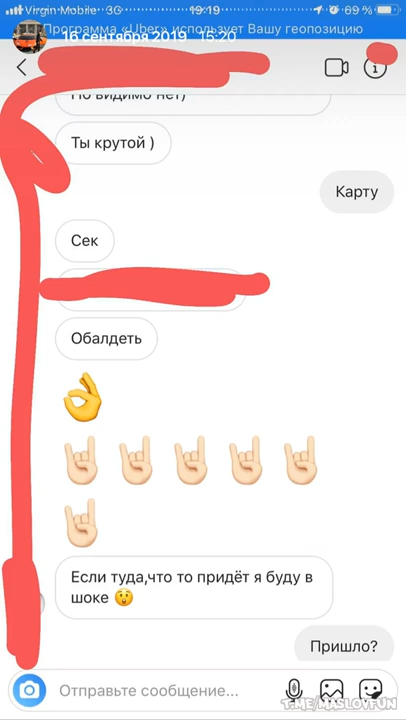 Virgin Mobile 3G 19:19 69 %
Программа «Uber» использует Вашу геопозицию
16 сентября 2019 15:20
По видимо нет)
Ты крутой )
Карту
Сек
Обалдеть
👌
🤘🏻🤘🏻🤘🏻🤘🏻🤘🏻
🤘🏻
Если туда,что то придёт я буду в
шоке 😲
Пришло?
Отправьте сообщение...
T.ME/MASLOVFUN